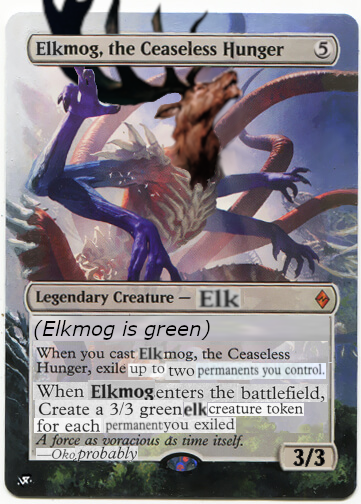 Elkmog, the Ceaseless Hunger 5
Legendary Creature — Elk
(Elkmog is green)
When you cast Elkmog, the Ceaseless
Hunger, exile up to two permanents you control.
When Elkmog enters the battlefield,
Create a 3/3 green elk creature token
for each permanent you exiled
A force as voracious as time itself.
—Oko, probably
3/3